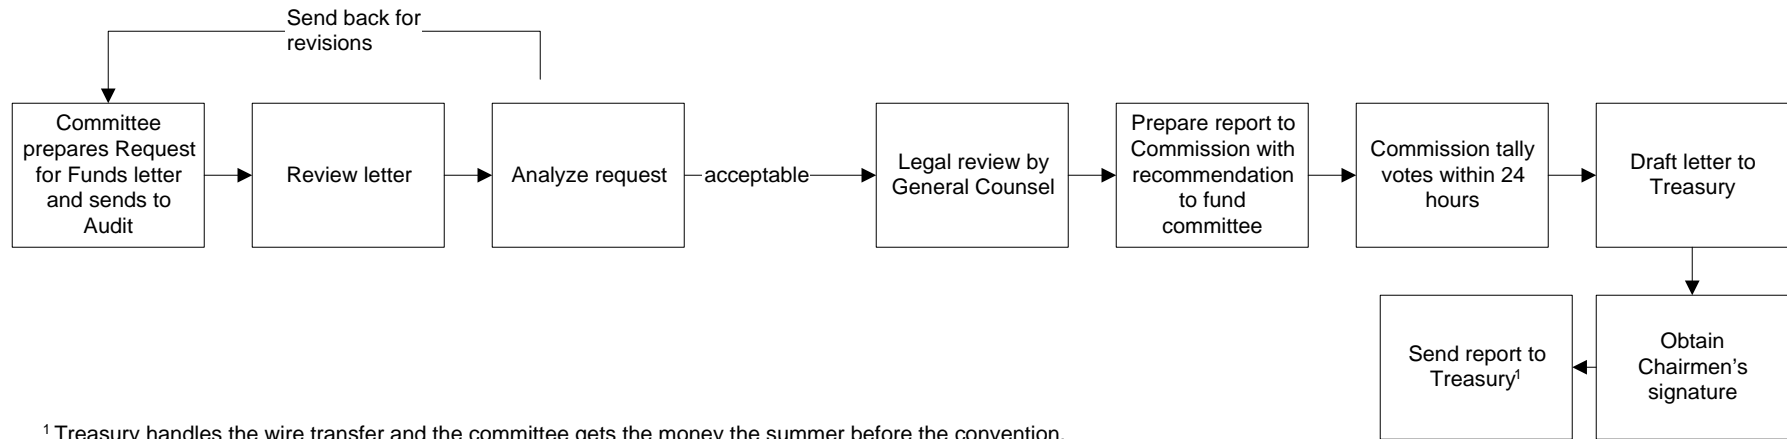 Send back for
revisions
Committee
prepares Request
for Funds letter
and sends to
Audit
Review letter
Analyze request
acceptable
Legal review by
General Counsel
Prepare report to
Commission with
recommendation
to fund
committee
Commission tally
votes within 24
hours
Draft letter to
Treasury
Obtain
Chairmen’s
signature
Send report to
Treasury¹
¹ Treasury handles the wire transfer and the committee gets the money the summer before the convention.